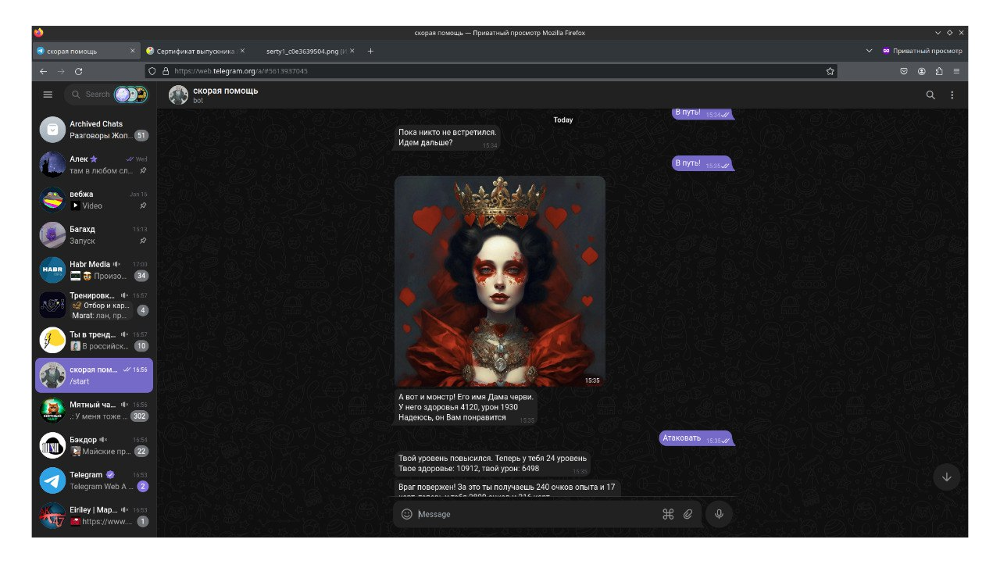 скорая помощь — Приватный просмотр Mozilla Firefox
скорая помощь
Сертификат выпускника
serty1_c0e3639504.png (И
Приватный просмотр
https://web.telegram.org/a/#5613937045
Search
скорая помощь
bot
Archived Chats
Разговоры Жоп... 51
Алек Wed
там в любом сл...
вебжа Jan 15
Video
Багахд 15:13
Запуск
HABR
Habr Media 17:00
Произо... 34
Тренировк... 16:57
Отбор и кар...
Marat: лан, пр... 4
Ты в тренд... 16:57
В российск... 10
скорая пом... 16:56
/start
Мятный ча... 16:56
.: У меня тоже ... 302
Бэкдор 16:54
Майские пр... 22
Telegram 16:53
Telegram Web A ... 2
Eiriley | Мар... 16:53
https://www.... 1
В путь! 15:34
Today
Пока никто не встретился.
Идем дальше? 15:34
В путь! 15:35
15:35
А вот и монстр! Его имя Дама черви.
У него здоровья 4120, урон 1930
Надеюсь, он Вам понравится 15:35
Атаковать 15:35
Твой уровень повысился. Теперь у тебя 24 уровень
Твое здоровье: 10912, твой урон: 6498 15:35
Враг повержен! За это ты получаешь 240 очков опыта и 17
Message